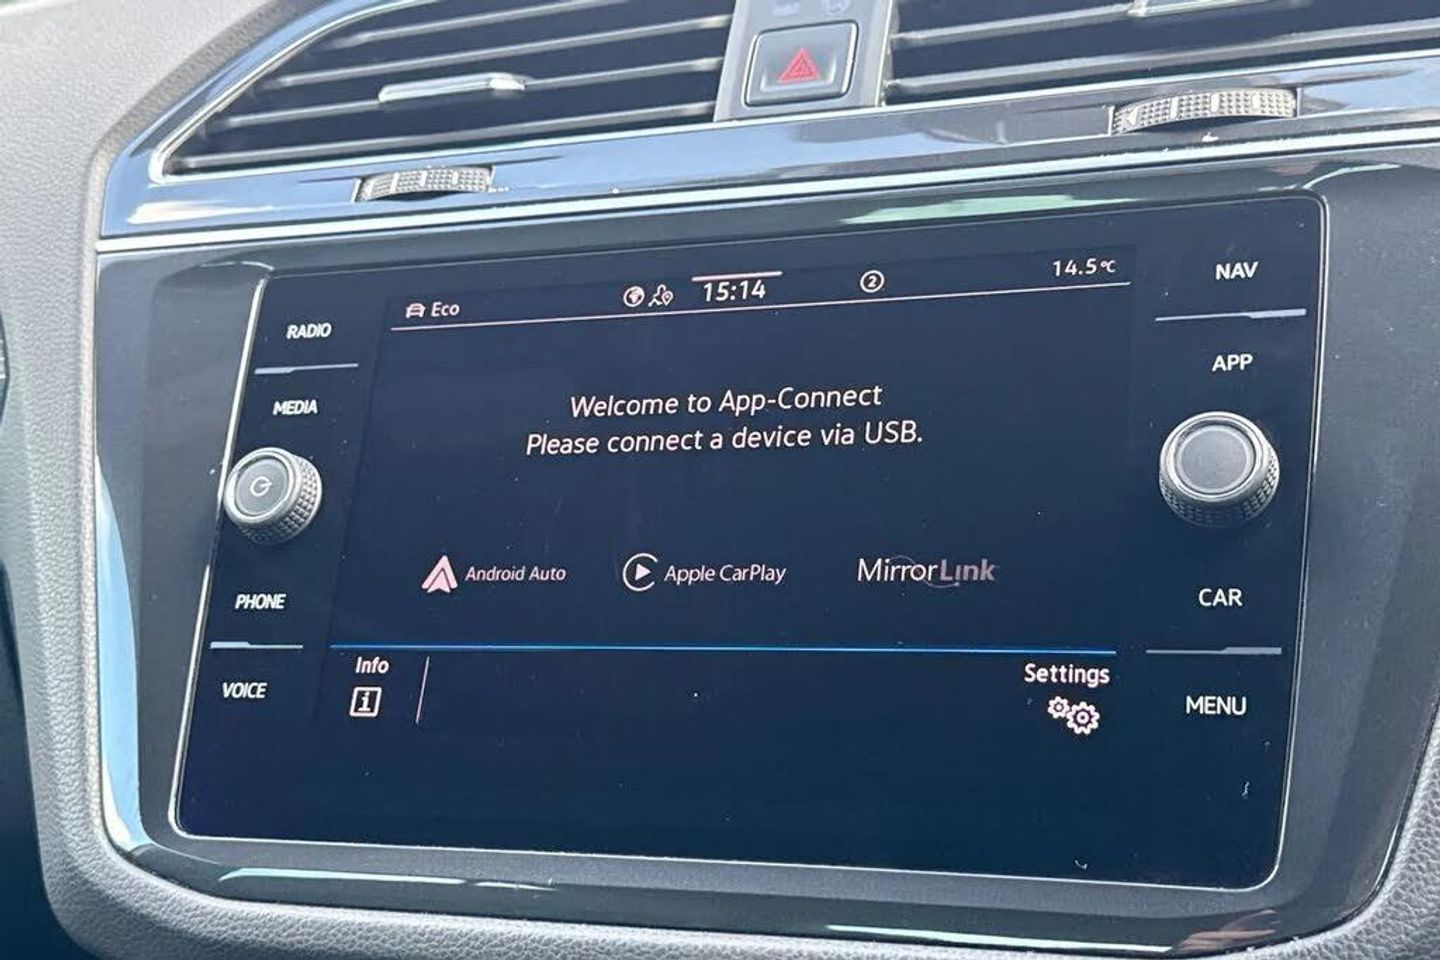 Eco
15:14
2
14.5°C
NAV
RADIO
APP
MEDIA
Welcome to App-Connect
Please connect a device via USB.
Android Auto
Apple CarPlay
MirrorLink
PHONE
CAR
VOICE
Info
i
Settings
MENU